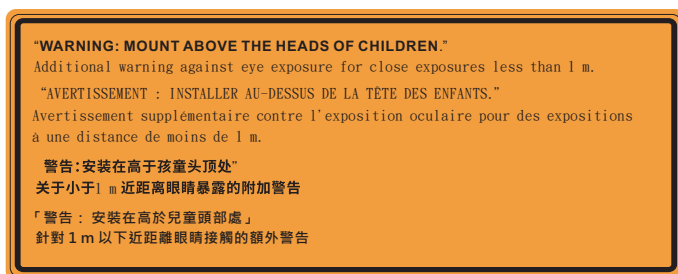 “WARNING: MOUNT ABOVE THE HEADS OF CHILDREN.”
Additional warning against eye exposure for close exposures less than 1 m.
“AVERTISSEMENT : INSTALLER AU-DESSUS DE LA TÊTE DES ENFANTS.”
Avertissement supplémentaire contre l'exposition oculaire pour des expositions
à une distance de moins de 1 m.
警告：安装在高于孩童头顶处”
关于小于1 m 近距离眼睛暴露的附加警告
「警告： 安裝在高於兒童頭部處」
針對 1 m 以下近距離眼睛接觸的額外警告